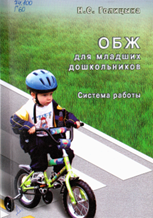 Н.С. Голицына
ОБЖ
ДЛЯ МЛАДШИХ
ДОШКОЛЬНИКОВ
Система работы